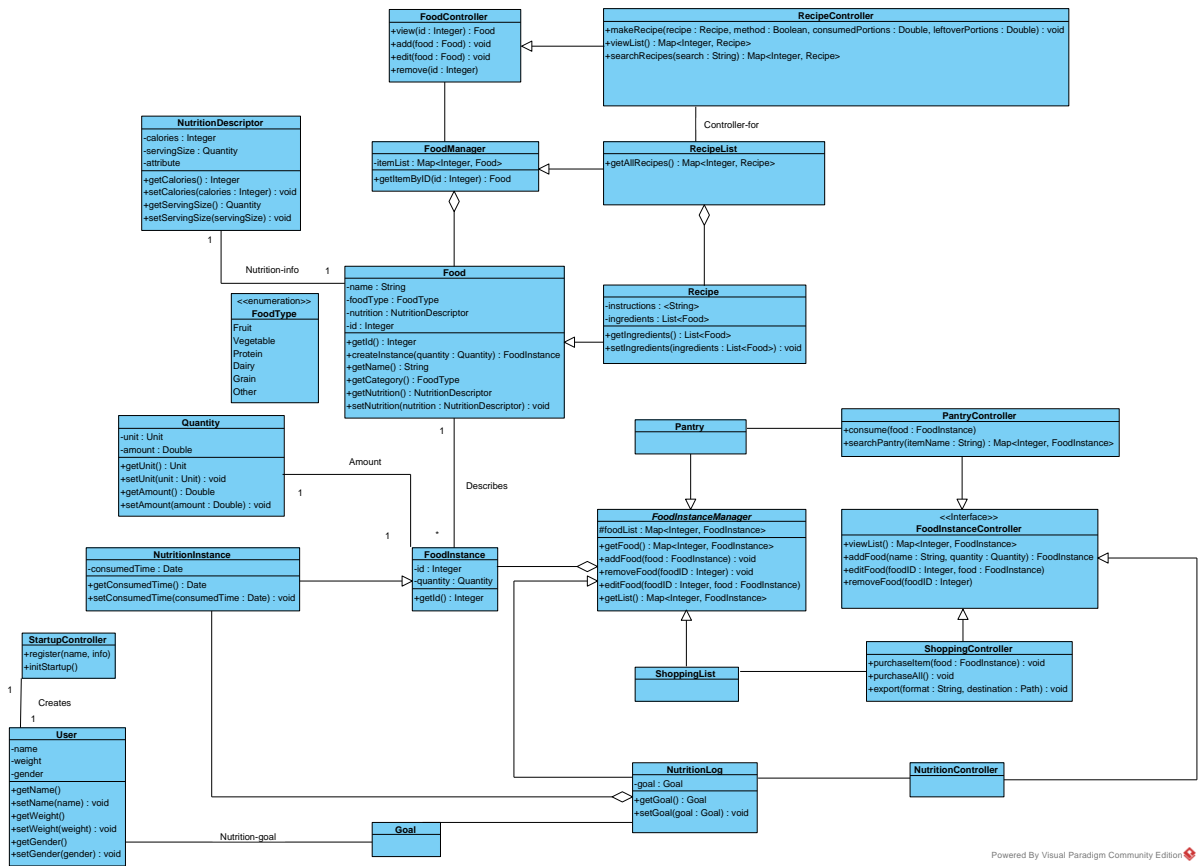 FoodController
+view(id : Integer) : Food
+add(food : Food) : void
+edit(food : Food) : void
+remove(id : Integer)
RecipeController
+makeRecipe(recipe : Recipe, method : Boolean, consumedPortions : Double, leftoverPortions : Double) : void
+viewList() : Map<Integer, Recipe>
+searchRecipes(search : String) : Map<Integer, Recipe>
Controller-for
NutritionDescriptor
-calories : Integer
-servingSize : Quantity
-attribute
+getCalories() : Integer
+setCalories(calories : Integer) : void
+getServingSize() : Quantity
+setServingSize(servingSize) : void
FoodManager
-itemList : Map<Integer, Food>
+getItemByID(id : Integer) : Food
RecipeList
+getAllRecipes() : Map<Integer, Recipe>
1
Nutrition-info
1
<<enumeration>>
FoodType
Fruit
Vegetable
Protein
Dairy
Grain
Other
Food
-name : String
-foodType : FoodType
-nutrition : NutritionDescriptor
-id : Integer
+getId() : Integer
+createInstance(quantity : Quantity) : FoodInstance
+getName() : String
+getCategory() : FoodType
+getNutrition() : NutritionDescriptor
+setNutrition(nutrition : NutritionDescriptor) : void
Recipe
-instructions : <String>
-ingredients : List<Food>
+getIngredients() : List<Food>
+setIngredients(ingredients : List<Food>) : void
Quantity
-unit : Unit
-amount : Double
+getUnit() : Unit
+setUnit(unit : Unit) : void
+getAmount() : Double
+setAmount(amount : Double) : void
Amount
1
1
1
Describes
*
Pantry
PantryController
+consume(food : FoodInstance)
+searchPantry(itemName : String) : Map<Integer, FoodInstance>
FoodInstanceManager
#foodList : Map<Integer, FoodInstance>
+getFood() : Map<Integer, FoodInstance>
+addFood(food : FoodInstance) : void
+removeFood(foodID : Integer) : void
+editFood(foodID : Integer, food : FoodInstance)
+getList() : Map<Integer, FoodInstance>
<<Interface>>
FoodInstanceController
+viewList() : Map<Integer, FoodInstance>
+addFood(name : String, quantity : Quantity) : FoodInstance
+editFood(foodID : Integer, food : FoodInstance)
+removeFood(foodID : Integer)
NutritionInstance
-consumedTime : Date
+getConsumedTime() : Date
+setConsumedTime(consumedTime : Date) : void
FoodInstance
-id : Integer
-quantity : Quantity
+getId() : Integer
StartupController
+register(name, info)
+initStartup()
ShoppingList
ShoppingController
+purchaseItem(food : FoodInstance) : void
+purchaseAll() : void
+export(format : String, destination : Path) : void
1
Creates
1
User
-name
-weight
-gender
+getName()
+setName(name) : void
+getWeight()
+setWeight(weight) : void
+getGender()
+setGender(gender) : void
Nutrition-goal
Goal
NutritionLog
-goal : Goal
+getGoal() : Goal
+setGoal(goal : Goal) : void
NutritionController
Powered By Visual Paradigm Community Edition